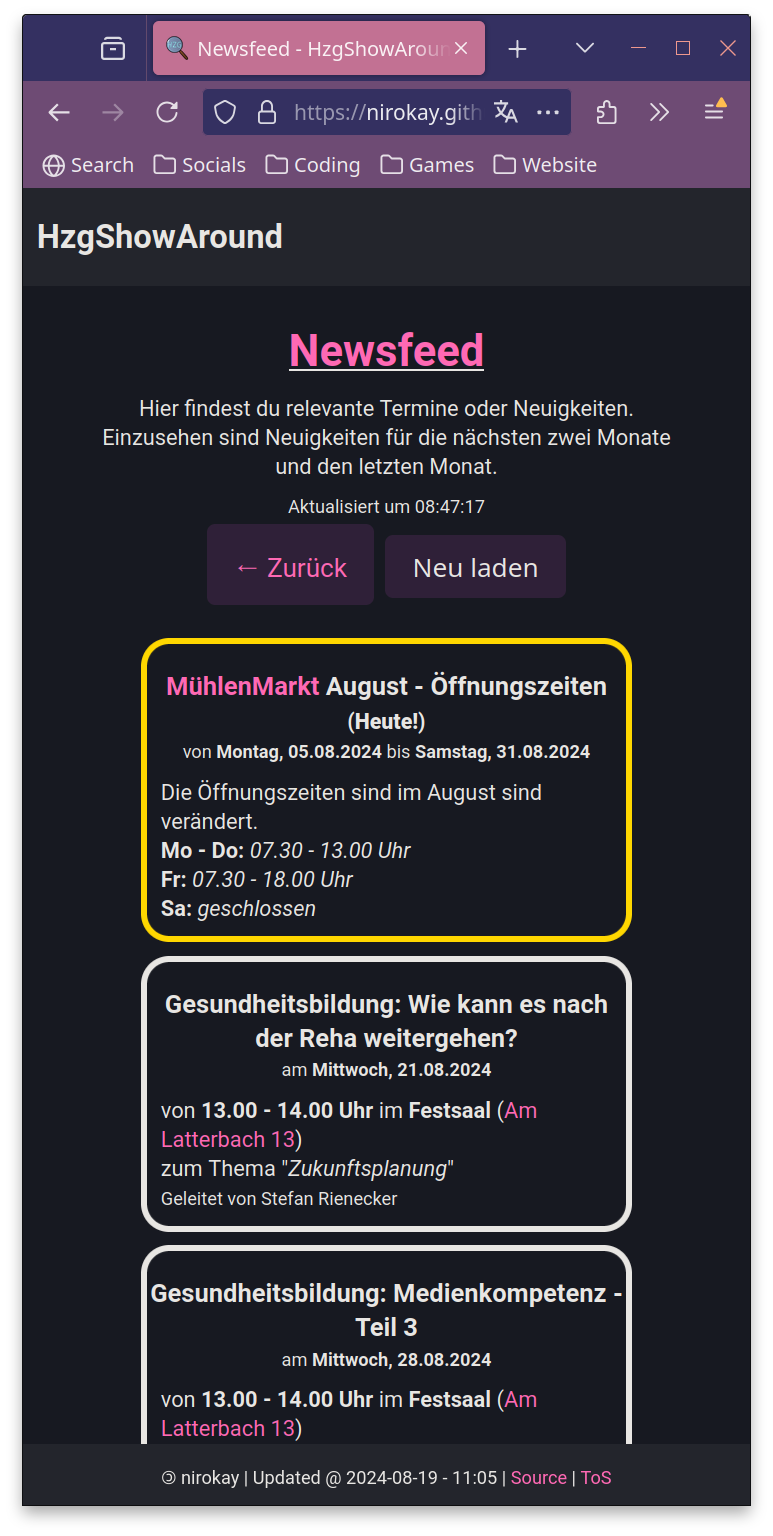 Newsfeed - HzgShowAroun
https://nirokay.gith
Search Socials Coding Games Website
HzgShowAround
Newsfeed
Hier findest du relevante Termine oder Neuigkeiten.
Einzusehen sind Neuigkeiten für die nächsten zwei Monate
und den letzten Monat.
Aktualisiert um 08:47:17
← Zurück Neu laden
MühlenMarkt August - Öffnungszeiten
(Heute!)
von Montag, 05.08.2024 bis Samstag, 31.08.2024
Die Öffnungszeiten sind im August sind
verändert.
Mo - Do: 07.30 - 13.00 Uhr
Fr: 07.30 - 18.00 Uhr
Sa: geschlossen
Gesundheitsbildung: Wie kann es nach
der Reha weitergehen?
am Mittwoch, 21.08.2024
von 13.00 - 14.00 Uhr im Festsaal (Am
Latterbach 13)
zum Thema "Zukunftsplanung"
Geleitet von Stefan Rienecker
Gesundheitsbildung: Medienkompetenz -
Teil 3
am Mittwoch, 28.08.2024
von 13.00 - 14.00 Uhr im Festsaal (Am
Latterbach 13)
🄯 nirokay | Updated @ 2024-08-19 - 11:05 | Source | ToS